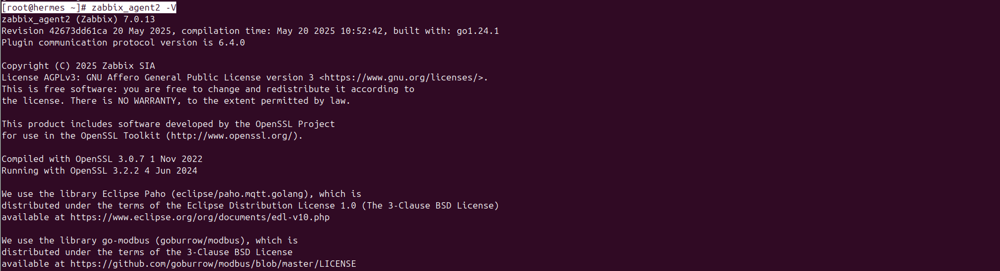 [root@hermes ~]# zabbix_agent2 -V
zabbix_agent2 (Zabbix) 7.0.13
Revision 42673dd61ca 20 May 2025, compilation time: May 20 2025 10:52:42, built with: go1.24.1
Plugin communication protocol version is 6.4.0

Copyright (C) 2025 Zabbix SIA
License AGPLv3: GNU Affero General Public License version 3 <https://www.gnu.org/licenses/>.
This is free software: you are free to change and redistribute it according to
the license. There is NO WARRANTY, to the extent permitted by law.

This product includes software developed by the OpenSSL Project
for use in the OpenSSL Toolkit (http://www.openssl.org/).

Compiled with OpenSSL 3.0.7 1 Nov 2022
Running with OpenSSL 3.2.2 4 Jun 2024

We use the library Eclipse Paho (eclipse/paho.mqtt.golang), which is
distributed under the terms of the Eclipse Distribution License 1.0 (The 3-Clause BSD License)
available at https://www.eclipse.org/org/documents/edl-v10.php

We use the library go-modbus (goburrow/modbus), which is
distributed under the terms of the 3-Clause BSD License
available at https://github.com/goburrow/modbus/blob/master/LICENSE